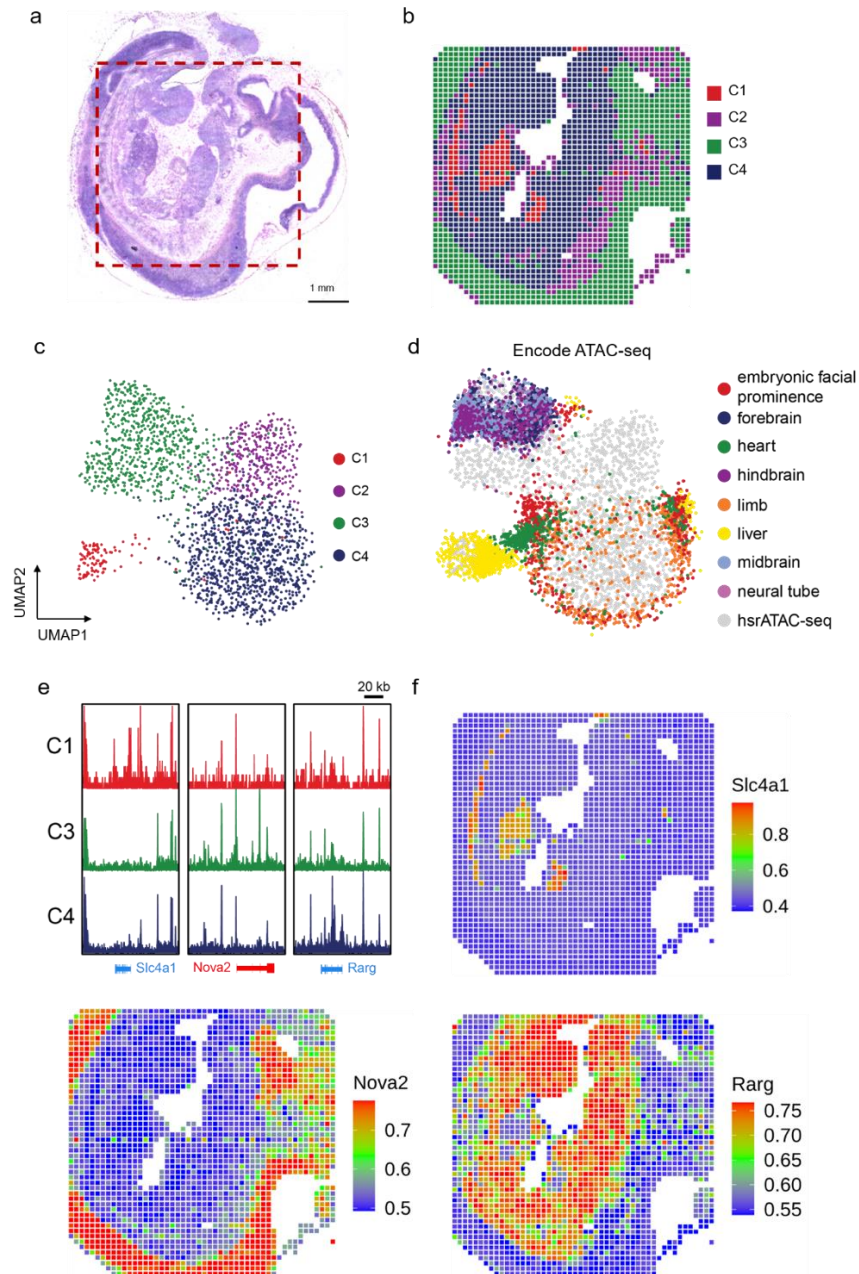 a
1 mm
b
C1
C2
C3
C4
c
C1
C2
C3
C4
UMAP2
UMAP1
d
Encode ATAC-seq
embryonic facial
prominence
forebrain
heart
hindbrain
limb
liver
midbrain
neural tube
hsrATAC-seq
e
20 kb
C1
C3
C4
Slc4a1
Nova2
Rarg
f
Slc4a1
0.8
0.6
0.4
Nova2
0.7
0.6
0.5
Rarg
0.75
0.70
0.65
0.60
0.55